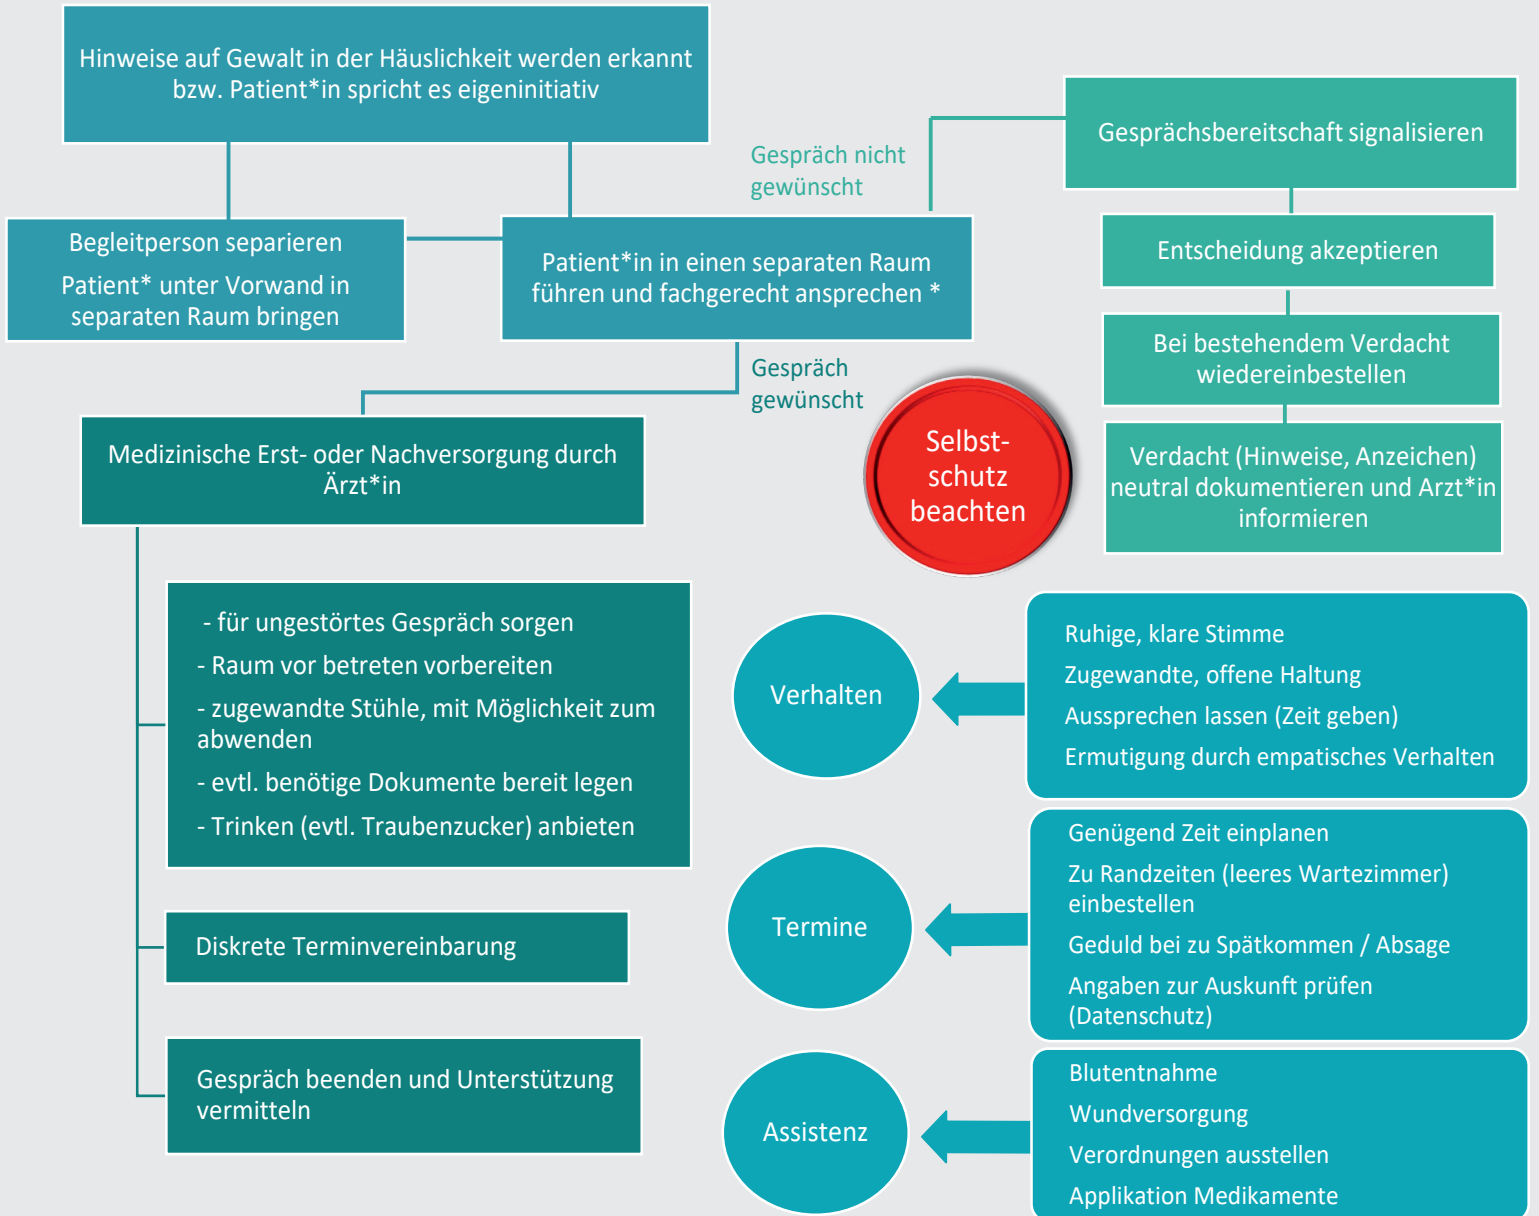 Hinweise auf Gewalt in der Häuslichkeit werden erkannt
bzw. Patient*in spricht es eigeninitiativ
Begleitperson separieren
Patient* unter Vorwand in
separaten Raum bringen
Patient*in in einen separaten Raum
führen und fachgerecht ansprechen *
Gespräch nicht
gewünscht
Gesprächsbereitschaft signalisieren
Entscheidung akzeptieren
Bei bestehendem Verdacht
wiedereinbestellen
Verdacht (Hinweise, Anzeichen)
neutral dokumentieren und Arzt*in
informieren
Gespräch
gewünscht
Selbst-
schutz
beachten
Medizinische Erst- oder Nachversorgung durch
Ärzt*in
- für ungestörtes Gespräch sorgen
- Raum vor betreten vorbereiten
- zugewandte Stühle, mit Möglichkeit zum
abwenden
- evtl. benötige Dokumente bereit legen
- Trinken (evtl. Traubenzucker) anbieten
Diskrete Terminvereinbarung
Gespräch beenden und Unterstützung
vermitteln
Verhalten
Ruhige, klare Stimme
Zugewandte, offene Haltung
Aussprechen lassen (Zeit geben)
Ermutigung durch empatisches Verhalten
Termine
Genügend Zeit einplanen
Zu Randzeiten (leeres Wartezimmer)
einbestellen
Geduld bei zu Spätkommen / Absage
Angaben zur Auskunft prüfen
(Datenschutz)
Assistenz
Blutentnahme
Wundversorgung
Verordnungen ausstellen
Applikation Medikamente